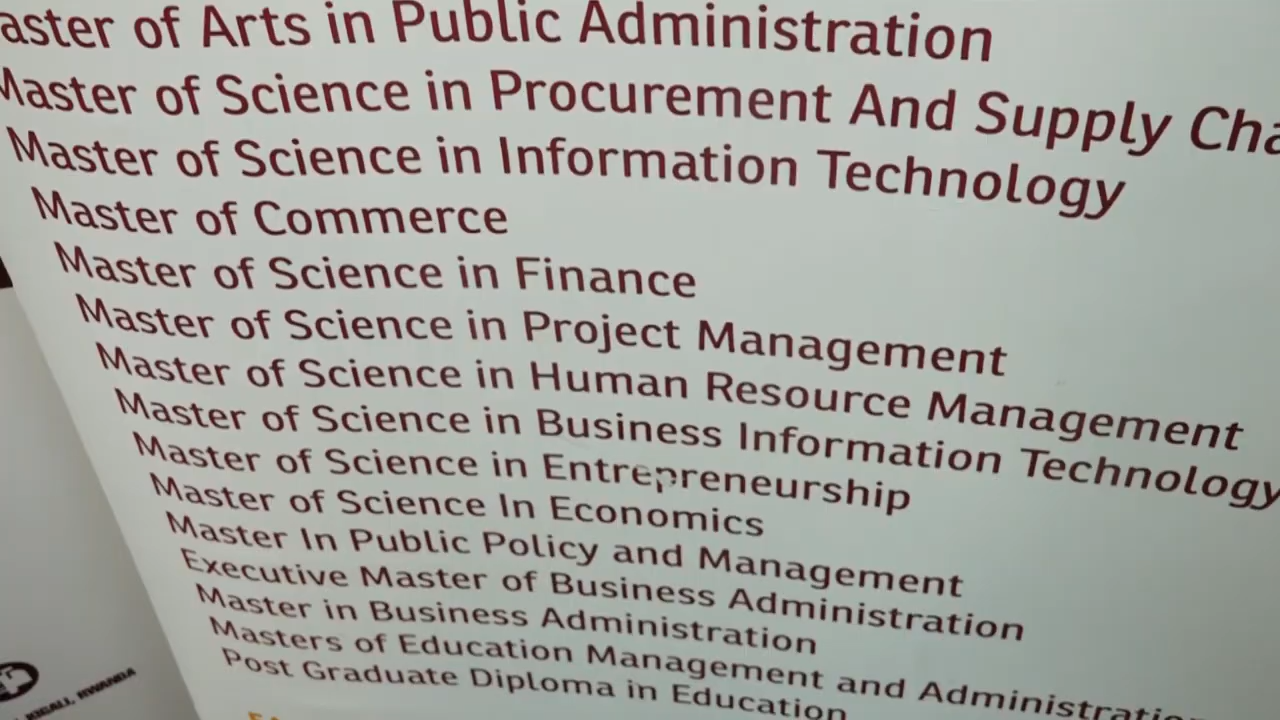 aster of Arts in Public Administration
Master of Science in Procurement And Supply Cha
Master of Science in Information Technology
Master of Commerce
Master of Science in Finance
Master of Science in Project Management
Master of Science in Human Resource Management
Master of Science in Business Information Technology
Master of Science in Entrepreneurship
Master of Science In Economics
Master In Public Policy and Management
Executive Master of Business Administration
Master in Business Administration
Masters of Education Management and Administratio
Post Graduate Diploma in Education
KIGALI, RWANDA